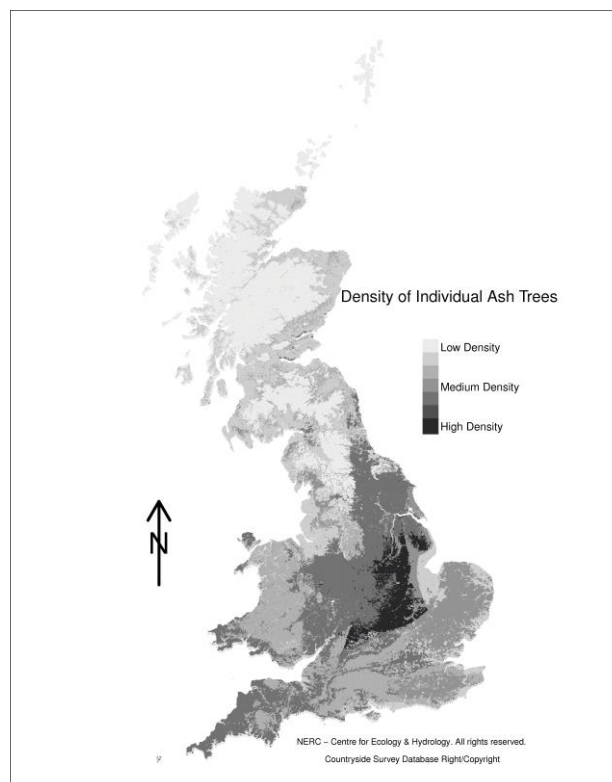 Density of Individual Ash Trees
Low Density
Medium Density
High Density
N
NERC – Centre for Ecology & Hydrology. All rights reserved.
Countryside Survey Database Right/Copyright